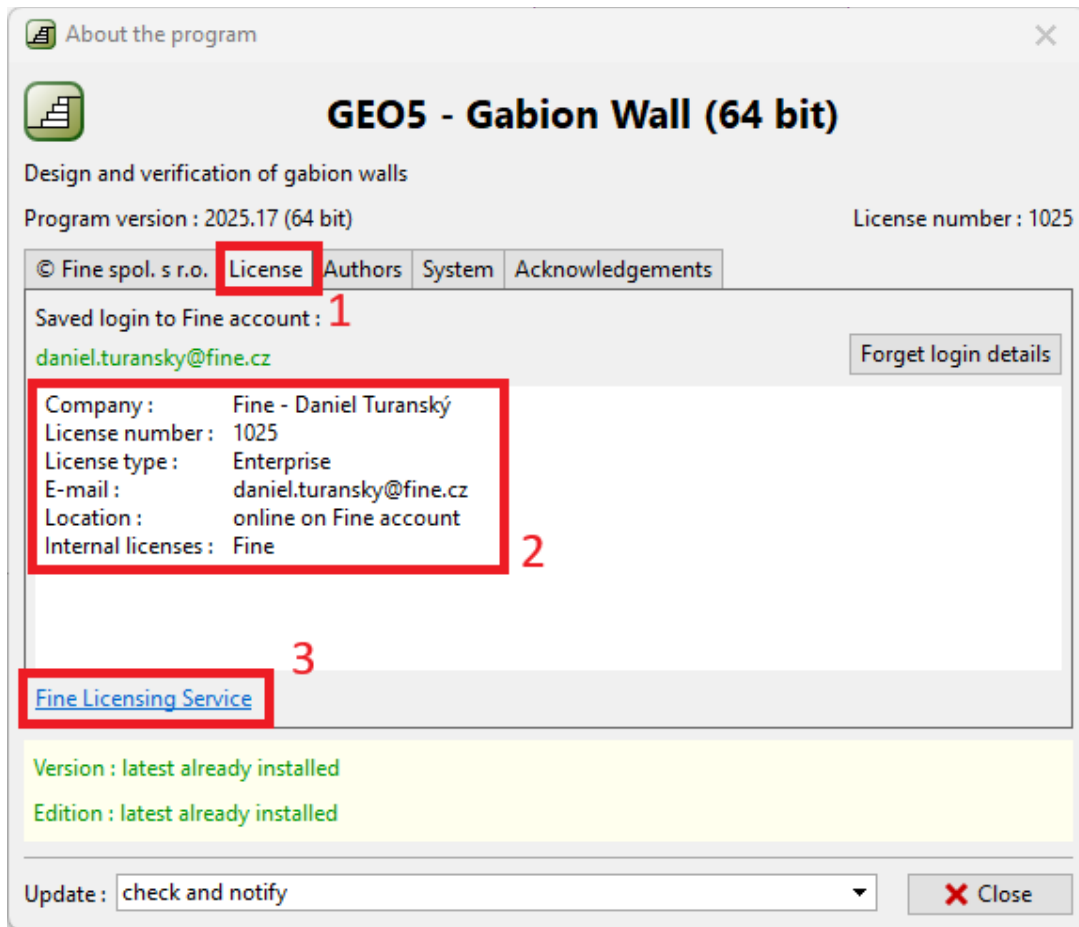 About the program
GEO5 - Gabion Wall (64 bit)
Design and verification of gabion walls
Program version : 2025.17 (64 bit)
License number : 1025
© Fine spol. s r.o. License Authors System Acknowledgements
1
Saved login to Fine account :
daniel.turansky@fine.cz
Forget login details
Company : Fine - Daniel Turanský
License number : 1025
License type : Enterprise
E-mail : daniel.turansky@fine.cz
Location : online on Fine account
Internal licenses : Fine
2
3
Fine Licensing Service
Version : latest already installed
Edition : latest already installed
Update : check and notify
Close